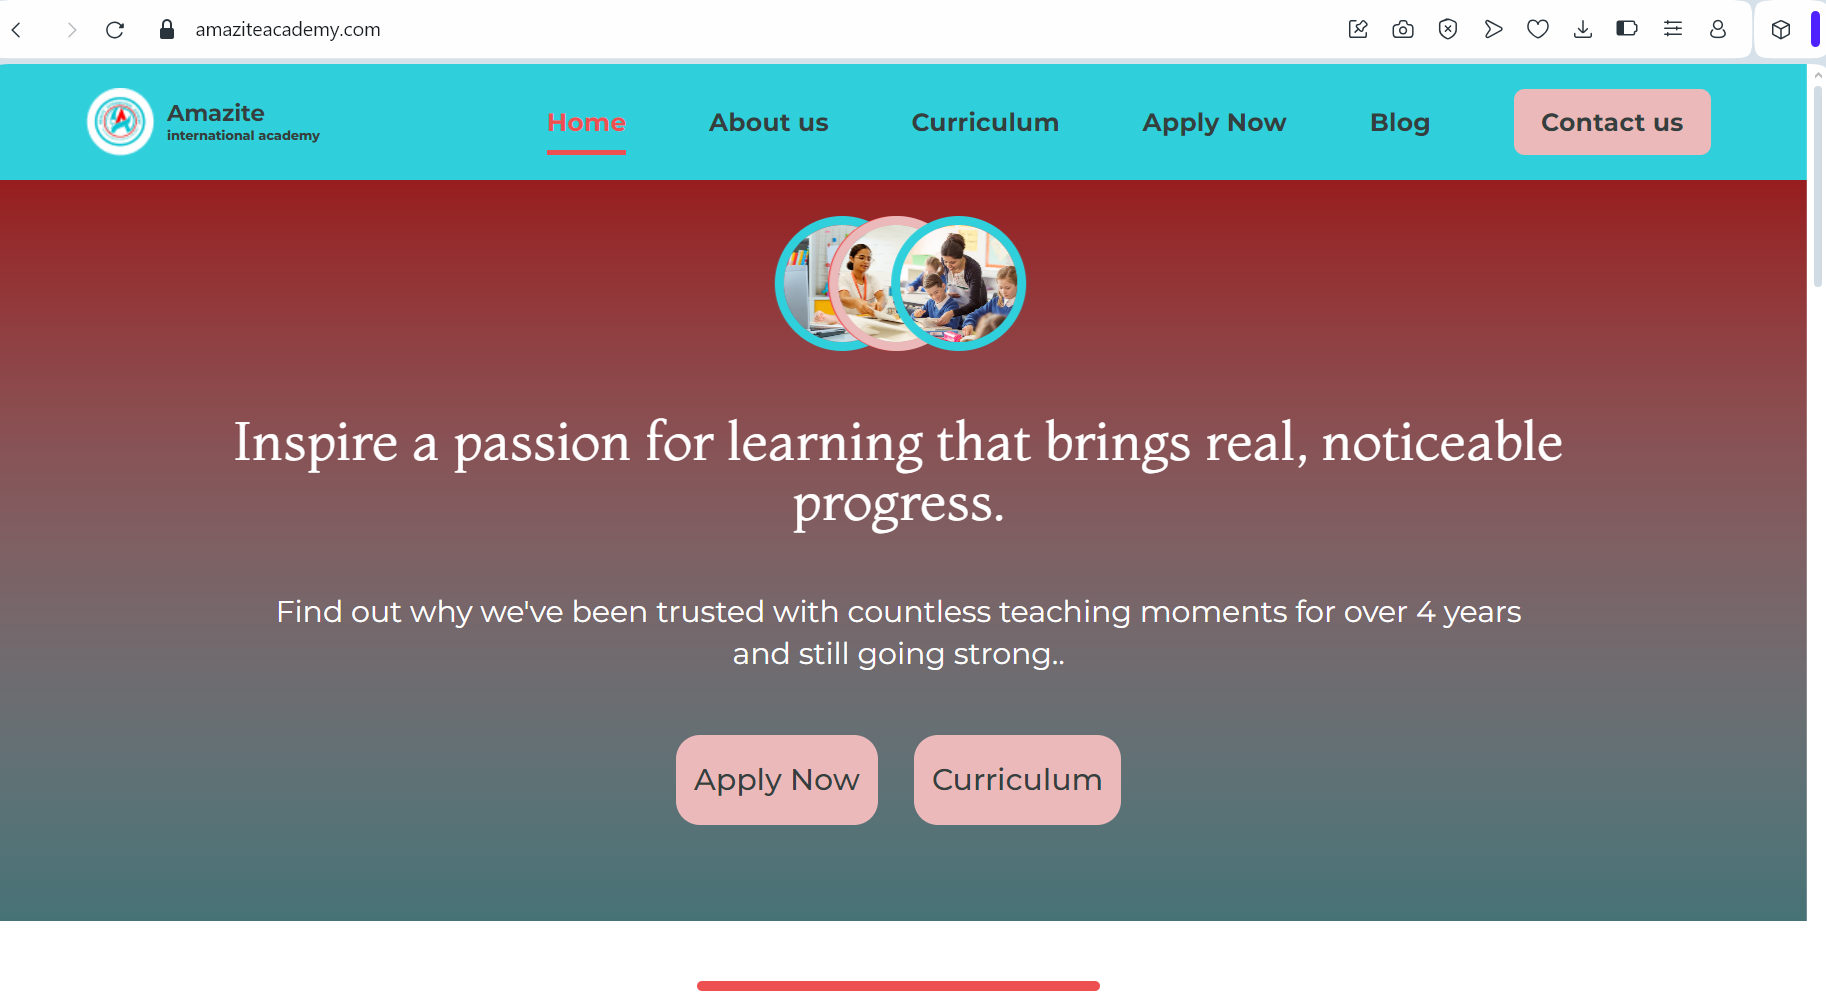 amaziteacademy.com
Amazite
international academy
Home
About us
Curriculum
Apply Now
Blog
Contact us
Inspire a passion for learning that brings real, noticeable
progress.
Find out why we've been trusted with countless teaching moments for over 4 years
and still going strong..
Apply Now
Curriculum